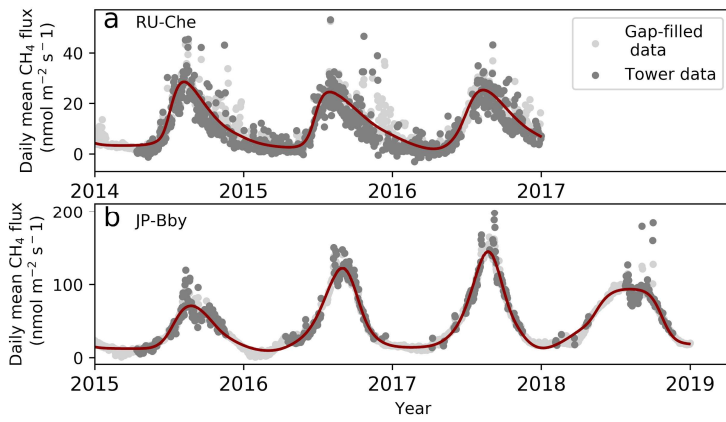 a RU-Che
Gap-filled
data
Tower data
Daily mean CH₄ flux
(nmol m⁻² s⁻¹)
40
20
0
2014 2015 2016 2017
b JP-Bby
Daily mean CH₄ flux
(nmol m⁻² s⁻¹)
200
100
0
2015 2016 2017 2018 2019
Year